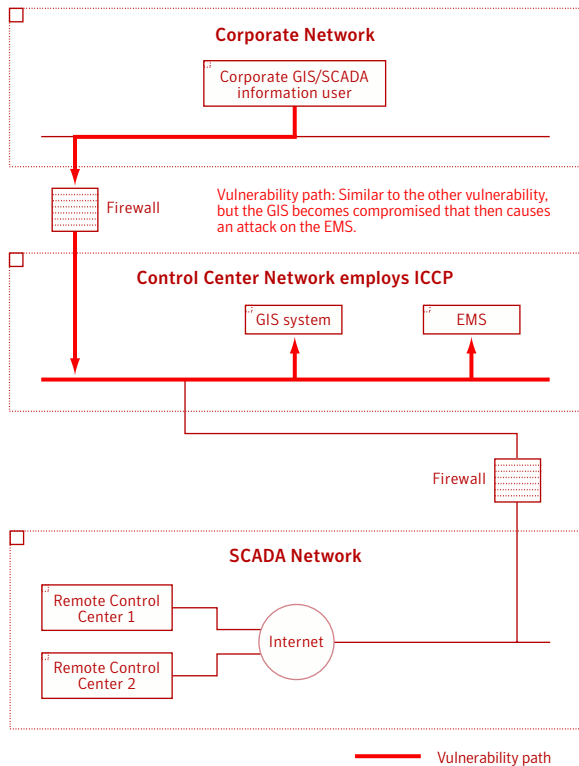 Corporate Network
Corporate GIS/SCADA
information user
Firewall
Vulnerability path: Similar to the other vulnerability,
but the GIS becomes compromised that then causes
an attack on the EMS.
Control Center Network employs ICCP
GIS system
EMS
Firewall
SCADA Network
Remote Control
Center 1
Internet
Remote Control
Center 2
Vulnerability path